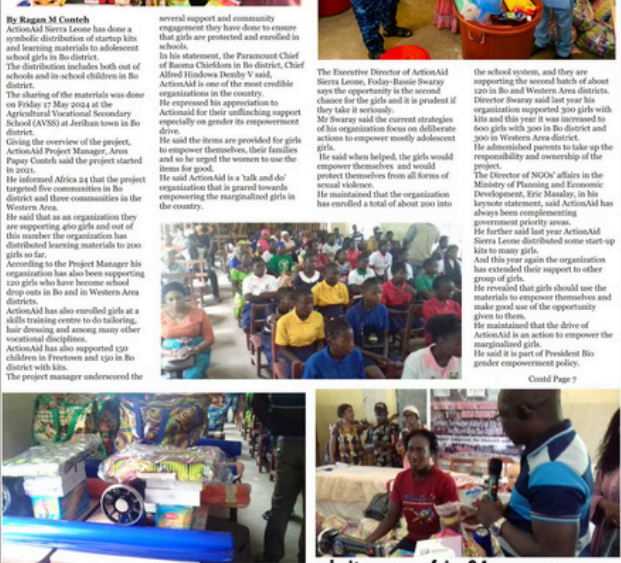 By Ragan M Conteh
ActionAid Sierra Leone has done a
symbolic distribution of startup kits
and learning materials to adolescent
school girls in Bo district.
The distribution includes both out of
schools and in-school children in Bo
district.
The sharing of the materials was done
on Friday 17 May 2024 at the
Agricultural Vocational Secondary
School (AVSS) at Jerihun town in Bo
district.
Giving the overview of the project,
ActionAid Project Manager, Arun
Papay Conteh said the project started
in 2021.
He informed Africa 24 that the project
targeted five communities in Bo
district and three communities in the
Western Area.
He said that as an organization they
are supporting 460 girls and out of
this number the organization has
distributed learning materials to 200
girls so far.
According to the Project Manager his
organization has also been supporting
120 girls who have become school
drop outs in Bo and in Western Area
districts.
ActionAid has also enrolled girls at a
skills training centre to do tailoring,
hair dressing and among many other
vocational disciplines.
ActionAid has also supported 150
children in Freetown and 150 in Bo
district with kits.
The project manager underscored the
several support and community
engagement they have done to ensure
that girls are protected and enrolled in
schools.
In his statement, the Paramount Chief
of Baoma Chiefdom in Bo district, Chief
Alfred Hindowa Demby V said,
ActionAid is one of the most credible
organizations in the country.
He expressed his appreciation to
Actionaid for their unflinching support
especially on gender its empowerment
drive.
He said the items are provided for girls
to empower themselves, their families
and so he urged the women to use the
items for good.
He said ActionAid is a 'talk and do'
organization that is geared towards
empowering the marginalized girls in
the country.
The Executive Director of ActionAid
Sierra Leone, Foday-Bassie Swaray
says the opportunity is the second
chance for the girls and it is prudent if
they take it seriously.
Mr Swaray said the current strategies
of his organization focus on deliberate
actions to empower mostly adolescent
girls.
He said when helped, the girls would
empower themselves and would
protect themselves from all forms of
sexual violence.
He maintained that the organization
has enrolled a total of about 200 into
the school system, and they are
supporting the second batch of about
120 in Bo and Western Area districts.
Director Swaray said last year his
organization supported 300 girls with
kits and this year it was increased to
600 girls with 300 in Bo district and
300 in Western Area district.
He admonished parents to take up the
responsibility and ownership of the
project.
The Director of NGOs' affairs in the
Ministry of Planning and Economic
Development, Eric Masalay, in his
keynote statement, said ActionAid has
always been complementing
government priority areas.
He further said last year ActionAid
Sierra Leone distributed some start-up
kits to many girls.
And this year again the organization
has extended their support to other
group of girls.
He revealed that girls should use the
materials to empower themselves and
make good use of the opportunity
given to them.
He maintained that the drive of
ActionAid is an action to empower the
marginalized girls.
He said it is part of President Bio
gender empowerment policy.
Contd Page 7